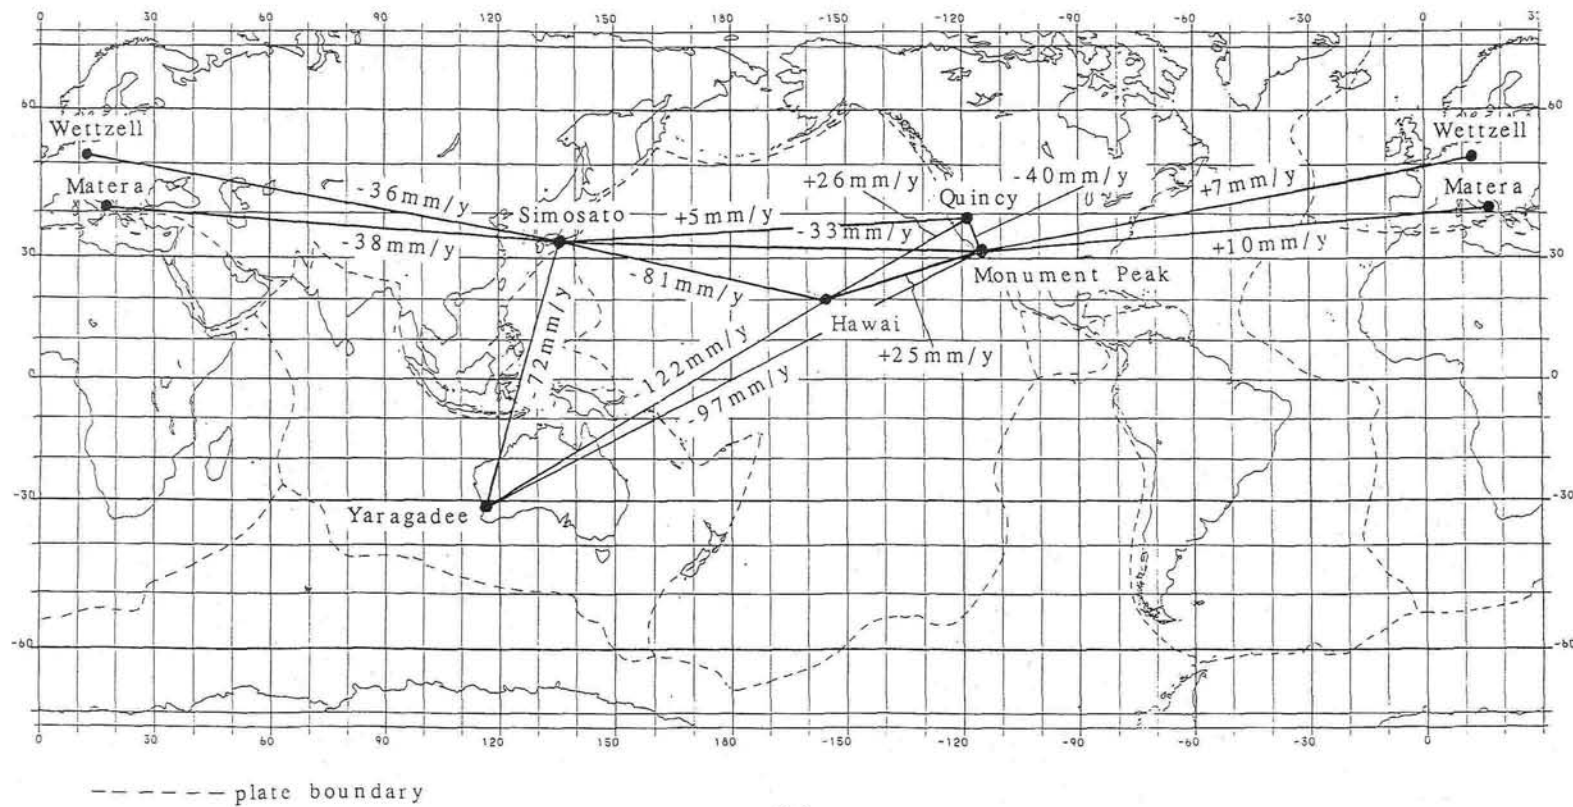 0 30 60 90 120 150 180 -150 -120 -90 -60 -30 0 30
60 60
Wettzell Wettzell
Matera Matera
-36mm/y +26mm/y -40mm/y +7mm/y
Quincy
Simosato +5mm/y
-38mm/y -33mm/y +10mm/y
30 30
-81mm/y Monument Peak
Hawai
-72mm/y +25mm/y
-122mm/y
0 0
-97mm/y
-30 -30
Yaragadee
-60 -60
0 30 60 90 120 150 180 -150 -120 -90 -60 -30 0 30
plate boundary